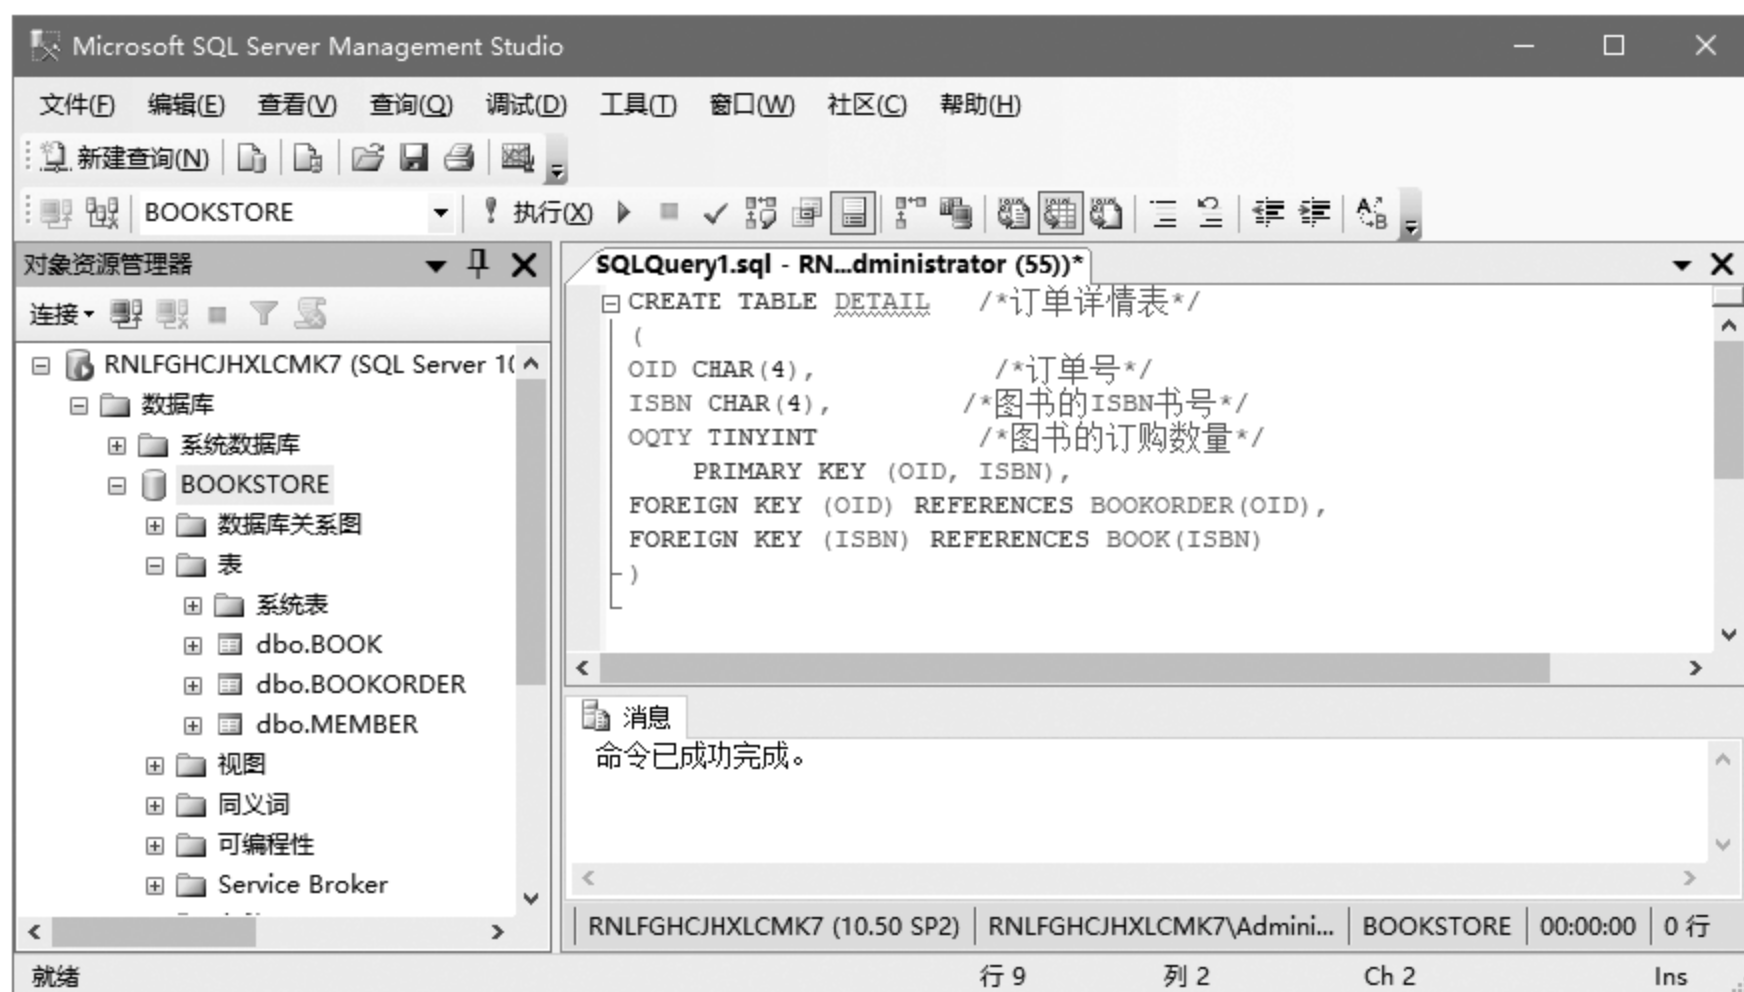 Microsoft SQL Server Management Studio
文件(F) 编辑(E) 查看(V) 查询(Q) 调试(D) 工具(T) 窗口(W) 社区(C) 帮助(H)
新建查询(N)
BOOKSTORE 执行(X)
对象资源管理器
连接
RNLFGHCJHXLCMK7 (SQL Server 10
数据库
系统数据库
BOOKSTORE
数据库关系图
表
系统表
dbo.BOOK
dbo.BOOKORDER
dbo.MEMBER
视图
同义词
可编程性
Service Broker
SQLQuery1.sql - RN...dministrator (55))*
CREATE TABLE DETAIL /*订单详情表*/
(
OID CHAR(4), /*订单号*/
ISBN CHAR(4), /*图书的ISBN书号*/
OQTY TINYINT /*图书的订购数量*/
PRIMARY KEY (OID, ISBN),
FOREIGN KEY (OID) REFERENCES BOOKORDER(OID),
FOREIGN KEY (ISBN) REFERENCES BOOK(ISBN)
)
消息
命令已成功完成。
RNLFGHCJHXLCMK7 (10.50 SP2) RNLFGHCJHXLCMK7\Admini... BOOKSTORE 00:00:00 0 行
就绪 行 9 列 2 Ch 2 Ins